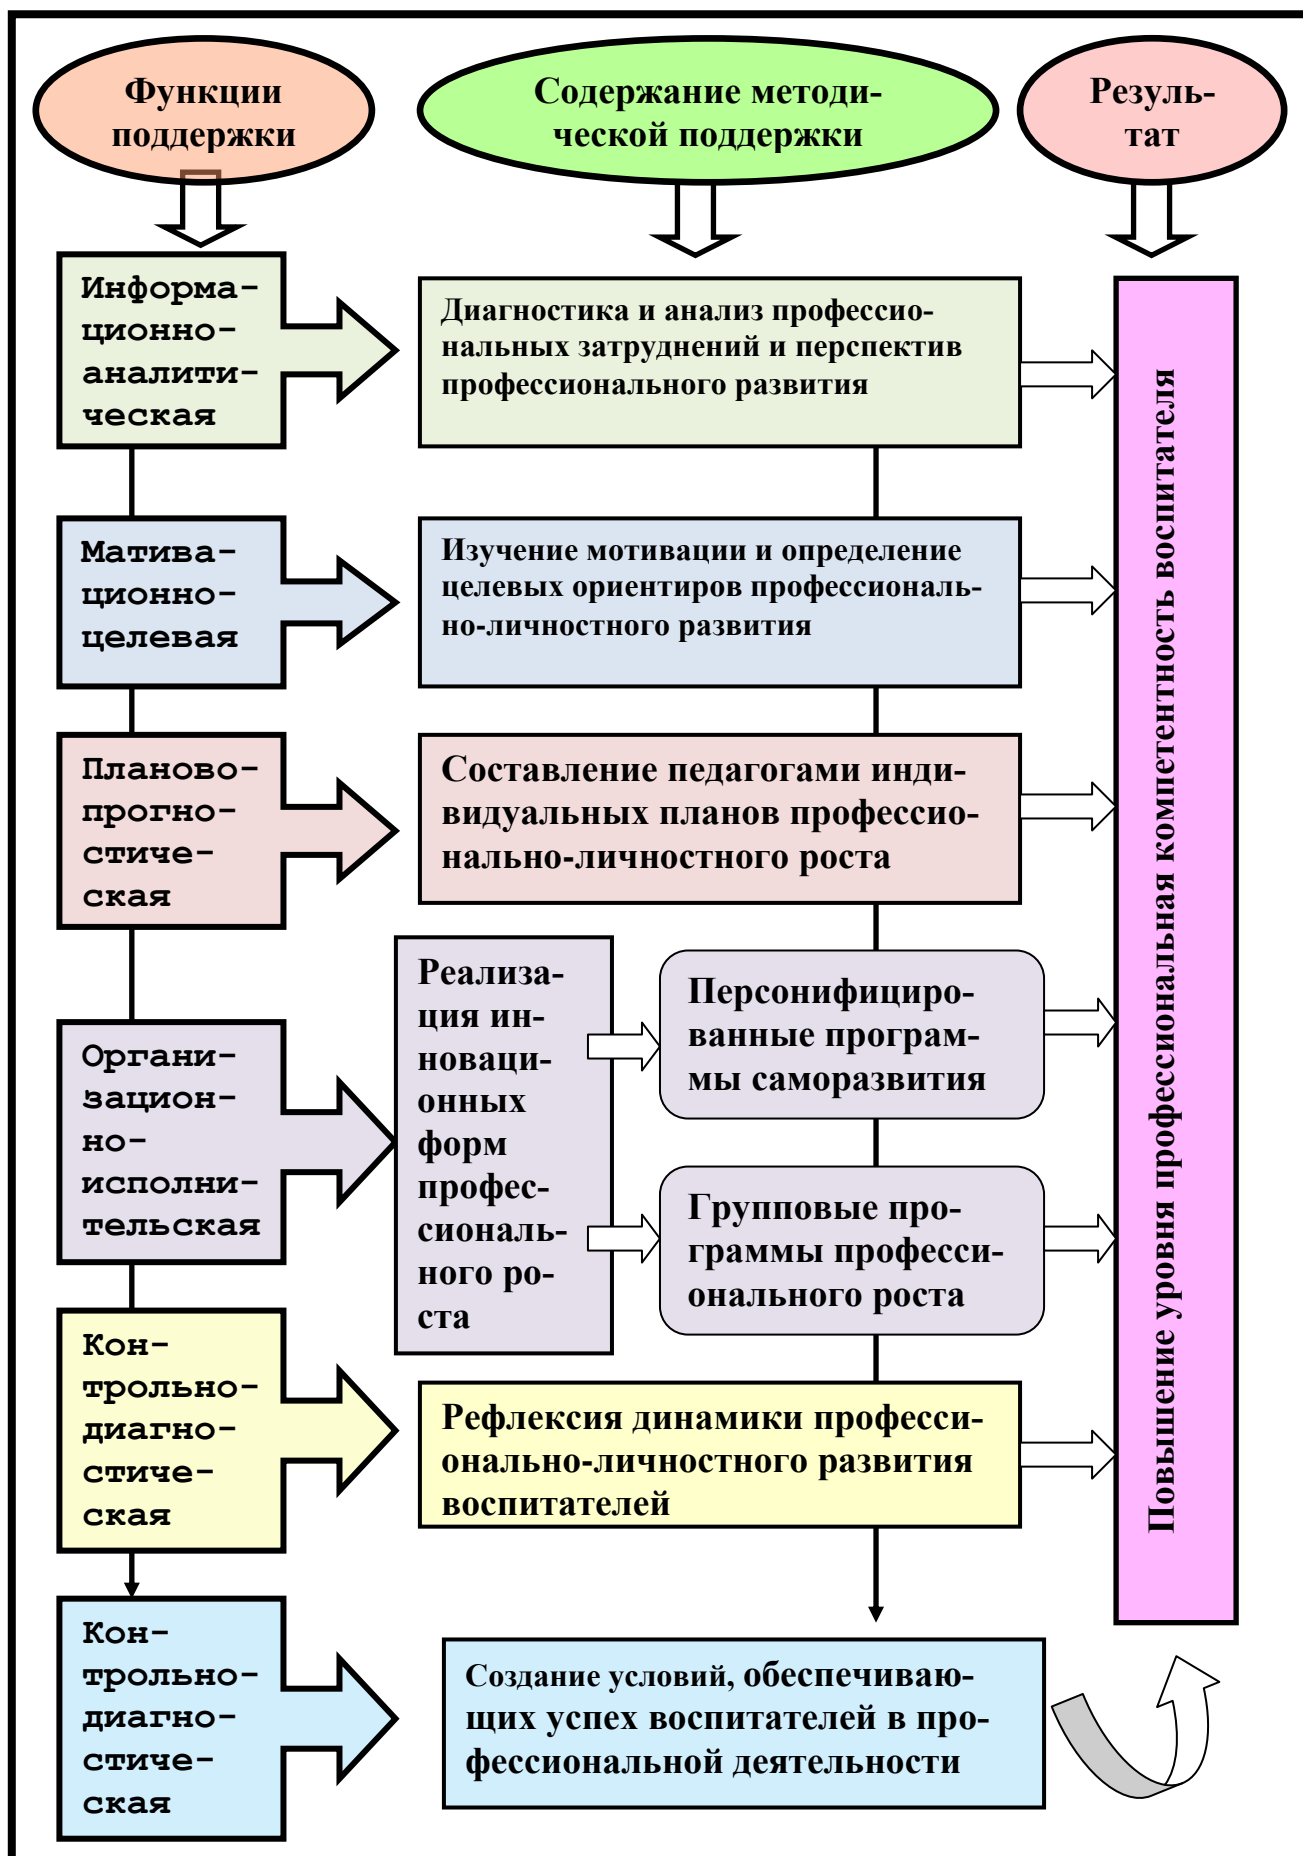 Функции
поддержки
Содержание методи-
ческой поддержки
Резуль-
тат
Информа-
ционно-
аналити-
ческая
Диагностика и анализ профессио-
нальных затруднений и перспектив
профессионального развития
Матива-
ционно-
целевая
Изучение мотивации и определение
целевых ориентиров профессиональ-
но-личностного развития
Планово-
прогно-
стиче-
ская
Составление педагогами инди-
видуальных планов профессио-
нально-личностного роста
Органи-
зацион-
но-
исполни-
тельская
Реализа-
ция ин-
новаци-
онных
форм
профес-
сиональ-
ного ро-
ста
Персонифициро-
ванные програм-
мы саморазвития
Групповые про-
граммы професси-
онального роста
Кон-
трольно-
диагно-
стиче-
ская
Рефлексия динамики професси-
онально-личностного развития
воспитателей
Кон-
трольно-
диагно-
стиче-
ская
Создание условий, обеспечиваю-
щих успех воспитателей в про-
фессиональной деятельности
Повышение уровня профессиональная компетентность воспитателя